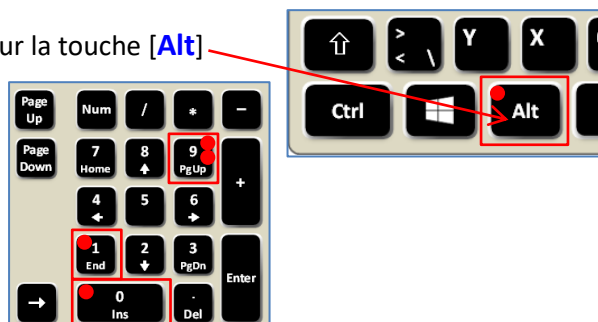 ur la touche [Alt]
> < \
Y
X
Ctrl
Alt
Page Up
Num
/
*
-
Page Down
7 Home
8
9 PgUp
+
4
5
6
1 End
2
3 PgDn
Enter
0 Ins
. Del